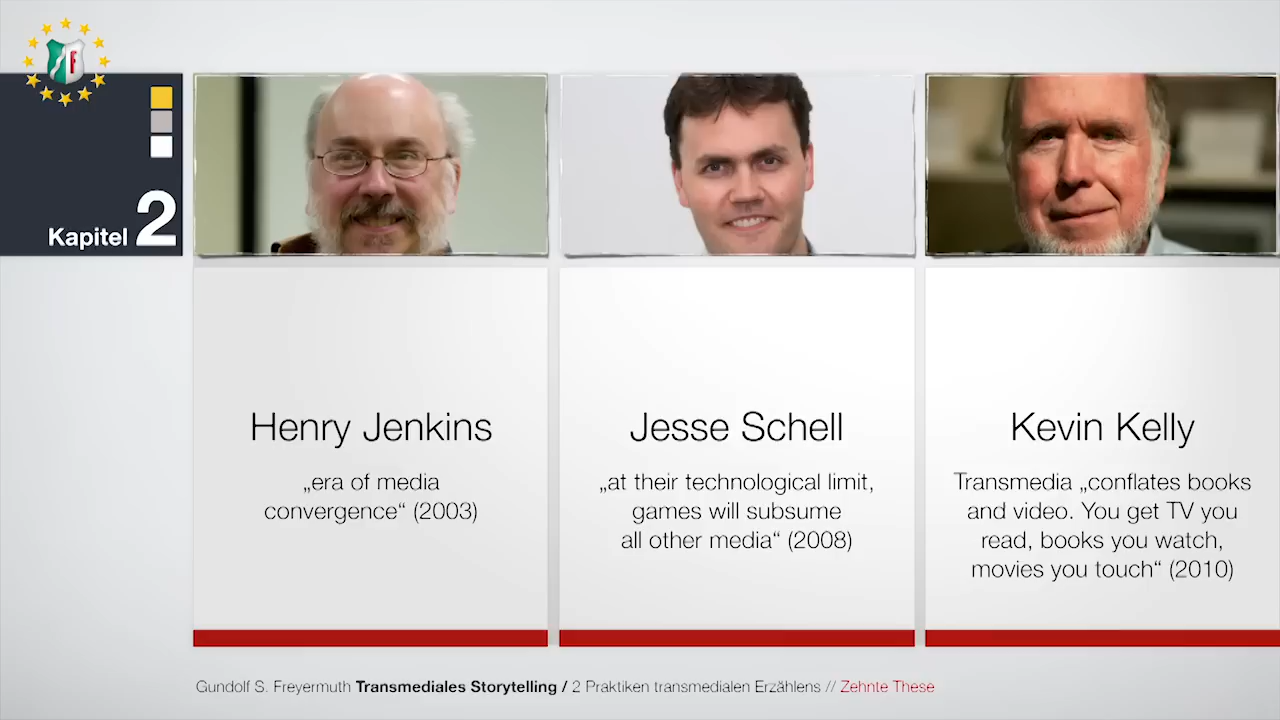 F
Kapitel 2
Henry Jenkins
„era of media
convergence“ (2003)
Jesse Schell
„at their technological limit,
games will subsume
all other media“ (2008)
Kevin Kelly
Transmedia „conflates books
and video. You get TV you
read, books you watch,
movies you touch“ (2010)
Gundolf S. Freyermuth Transmediales Storytelling / 2 Praktiken transmedialen Erzählens // Zehnte These